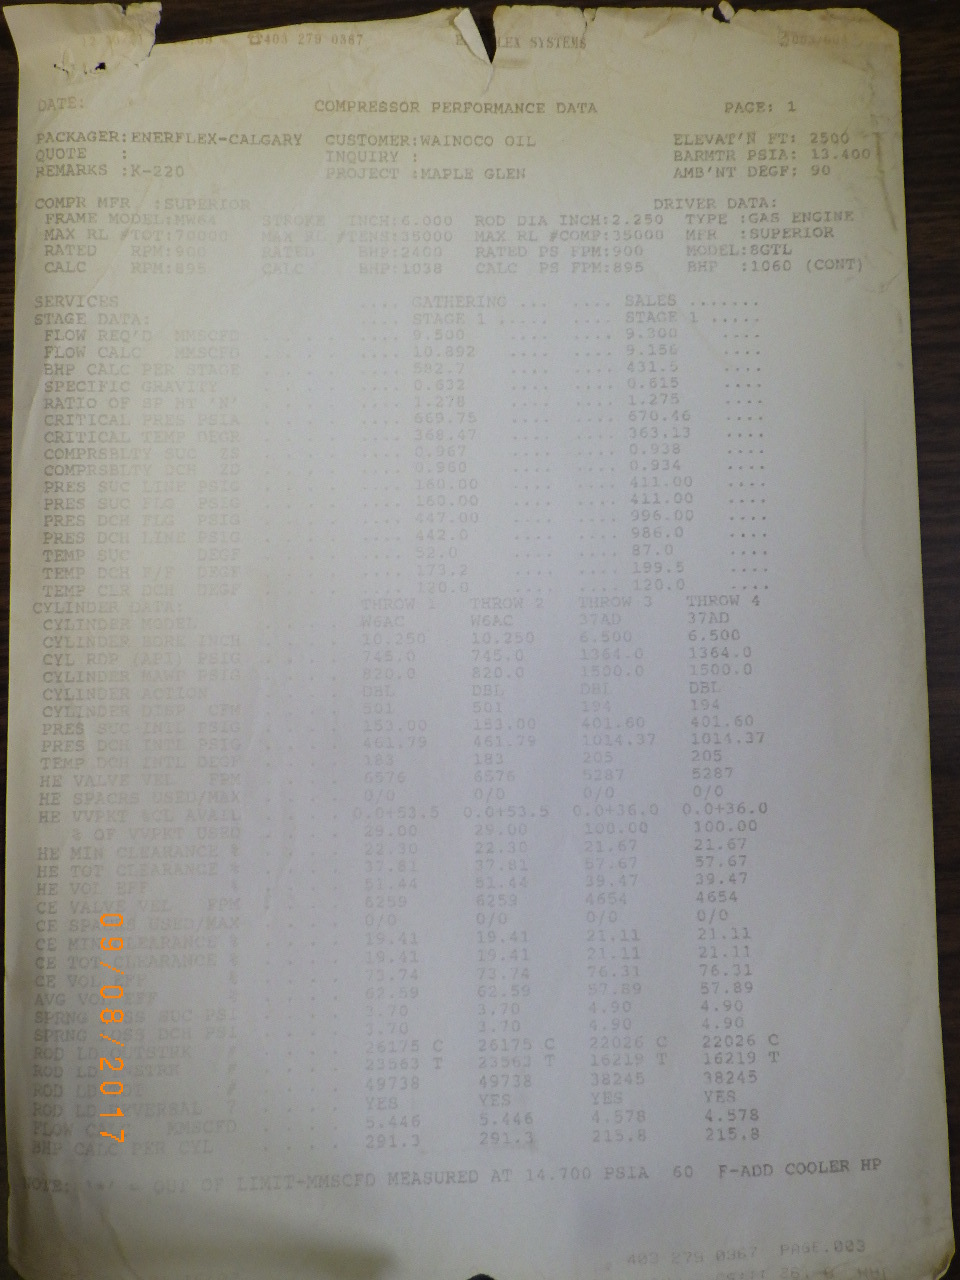 ☎403 279 0367 SYSTEMS
DATE: COMPRESSOR PERFORMANCE DATA PAGE: 1
PACKAGER:ENERFLEX-CALGARY CUSTOMER:WAINOCO OIL ELEVAT'N FT: 2500
QUOTE : INQUIRY : BARMTR PSIA: 13.400
REMARKS :K-220 PROJECT :MAPLE GLEN AMB'NT DEGF: 90
COMPR MFR :SUPERIOR DRIVER DATA:
FRAME MODEL:MW64 STROKE INCH:6.000 ROD DIA INCH:2.250 TYPE :GAS ENGINE
MAX RL #TOT:70000 MAX RL #TENS:35000 MAX RL #COMP:35000 MFR :SUPERIOR
RATED RPM:900 RATED BHP:2400 RATED PS FPM:900 MODEL:8GTL
CALC RPM:895 CALC BHP:1038 CALC PS FPM:895 BHP :1060 (CONT)
SERVICES .... GATHERING ... .... SALES .......
STAGE DATA: .... STAGE 1 .... .... STAGE 1 .....
FLOW REQ'D MMSCFD .... 9.500 .... .... 9.300 ....
FLOW CALC MMSCFD .... 10.892 .... .... 9.156 ....
BHP CALC PER STAGE .... 582.7 .... .... 431.5 ....
SPECIFIC GRAVITY .... 0.632 .... .... 0.615 ....
RATIO OF SP HT 'N' .... 1.278 .... .... 1.275 ....
CRITICAL PRES PSIA .... 669.75 .... .... 670.46 ....
CRITICAL TEMP DEGR .... 368.47 .... .... 363.13 ....
COMPRSBLTY SUC ZS .... 0.967 .... .... 0.938 ....
COMPRSBLTY DCH ZD .... 0.960 .... .... 0.934 ....
PRES SUC LINE PSIG .... 160.00 .... .... 411.00 ....
PRES SUC FLG PSIG .... 160.00 .... .... 411.00 ....
PRES DCH FLG PSIG .... 447.00 .... .... 996.00 ....
PRES DCH LINE PSIG .... 442.0 .... .... 986.0 ....
TEMP SUC DEGF .... 52.0 .... .... 87.0 ....
TEMP DCH F/F DEGF .... 173.2 .... .... 199.5 ....
TEMP CLR DCH DEGF .... 120.0 .... .... 120.0 ....
CYLINDER DATA: THROW 1 THROW 2 THROW 3 THROW 4
CYLINDER MODEL W6AC W6AC 37AD 37AD
CYLINDER BORE INCH 10.250 10.250 6.500 6.500
CYL RDP (API) PSIG 745.0 745.0 1364.0 1364.0
CYLINDER MAWP PSIG 820.0 820.0 1500.0 1500.0
CYLINDER ACTION DBL DBL DBL DBL
CYLINDER DISP CFM 501 501 194 194
PRES SUC INTL PSIG 153.00 153.00 401.60 401.60
PRES DCH INTL PSIG 461.79 461.79 1014.37 1014.37
TEMP DCH INTL DEGF 183 183 205 205
HE VALVE VEL FPM 6576 6576 5287 5287
HE SPACRS USED/MAX 0/0 0/0 0/0 0/0
HE VVPKT %CL AVAIL 0.0+53.5 0.0+53.5 0.0+36.0 0.0+36.0
% OF VVPKT USED 29.00 29.00 100.00 100.00
HE MIN CLEARANCE % 22.30 22.30 21.67 21.67
HE TOT CLEARANCE % 37.81 37.81 57.67 57.67
HE VOL EFF % 51.44 51.44 39.47 39.47
CE VALVE VEL FPM 6259 6259 4654 4654
CE SPACRS USED/MAX 0/0 0/0 0/0 0/0
CE MIN CLEARANCE % 19.41 19.41 21.11 21.11
CE TOT CLEARANCE % 19.41 19.41 21.11 21.11
CE VOL EFF % 73.74 73.74 76.31 76.31
AVG VOL EFF % 62.59 62.59 57.89 57.89
SPRNG LOSS SUC PSI 3.70 3.70 4.90 4.90
SPRNG LOSS DCH PSI 3.70 3.70 4.90 4.90
ROD LD OUTSTRK # 26175 C 26175 C 22026 C 22026 C
ROD LD INSTRK # 23563 T 23563 T 16219 T 16219 T
ROD LD TOT # 49738 49738 38245 38245
ROD LD REVERSAL ? YES YES YES YES
FLOW CALC MMSCFD 5.446 5.446 4.578 4.578
BHP CALC PER CYL 291.3 291.3 215.8 215.8
NOTE: OUT OF LIMIT-MMSCFD MEASURED AT 14.700 PSIA 60 F-ADD COOLER HP
403 279 0367 PAGE.003
09/08/2017